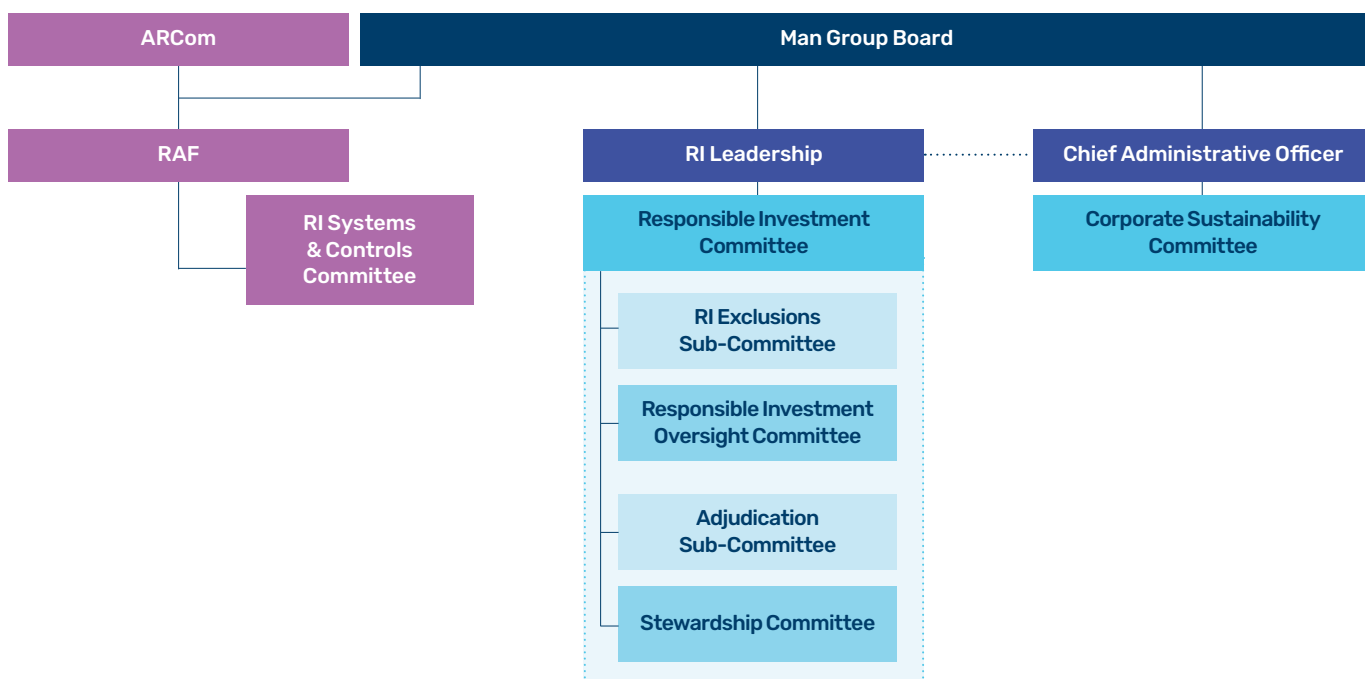 ARCom
Man Group Board
RAF
RI Leadership
Chief Administrative Officer
RI Systems
& Controls
Committee
Responsible Investment
Committee
Corporate Sustainability
Committee
RI Exclusions
Sub-Committee
Responsible Investment
Oversight Committee
Adjudication
Sub-Committee
Stewardship Committee